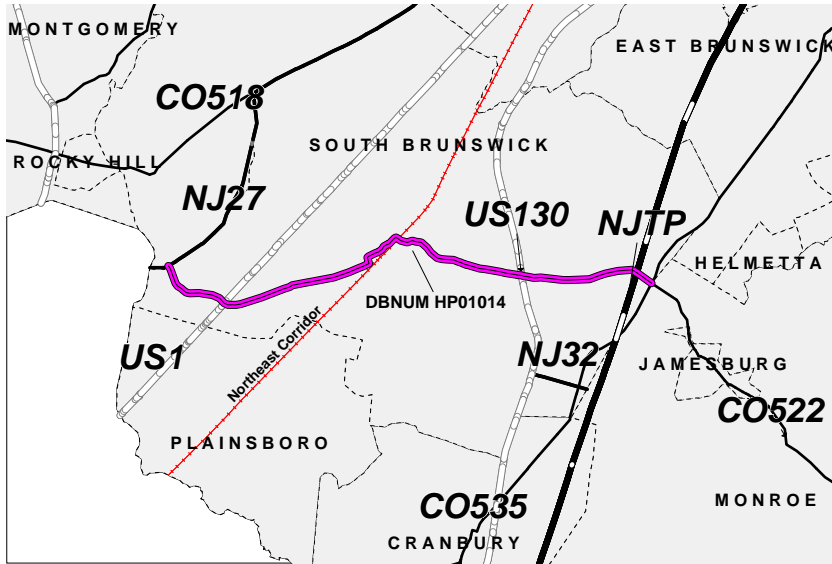 MONTGOMERY
EAST BRUNSWICK
CO518
SOUTH BRUNSWICK
ROCKY HILL
NJ27
US130
NJTP
HELMETTA
DBNUM HP01014
Northeast Corridor
US1
NJ32
JAMESBURG
CO522
PLAINSBORO
MONROE
CO535
CRANBURY